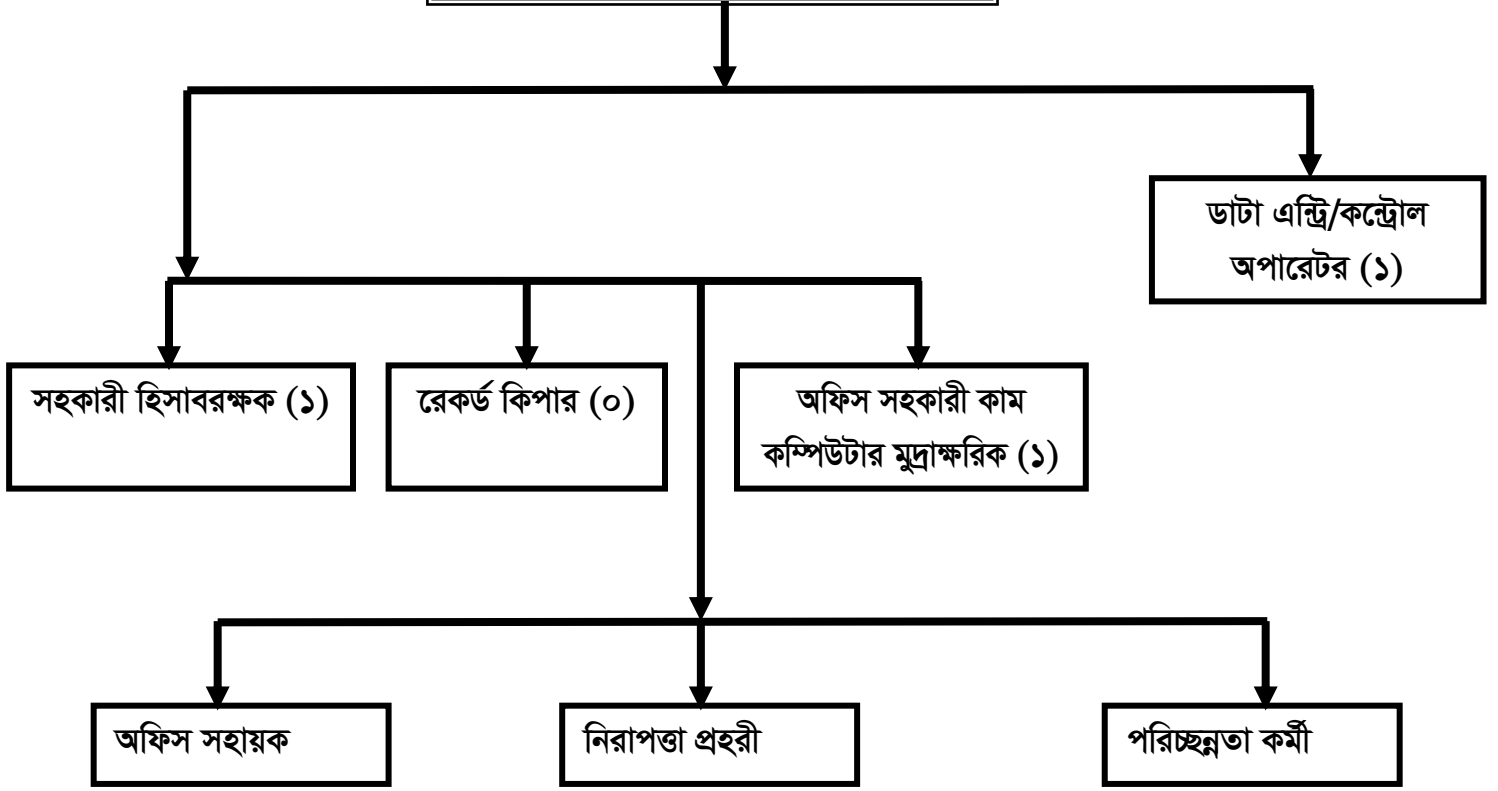 ডাটা এন্ট্রি/কন্ট্রোল
অপারেটর (১)
সহকারী হিসাবরক্ষক (১)
রেকর্ড কিপার (০)
অফিস সহকারী কাম
কম্পিউটার মুদ্রাক্ষরিক (১)
অফিস সহায়ক
নিরাপত্তা প্রহরী
পরিচ্ছন্নতা কর্মী